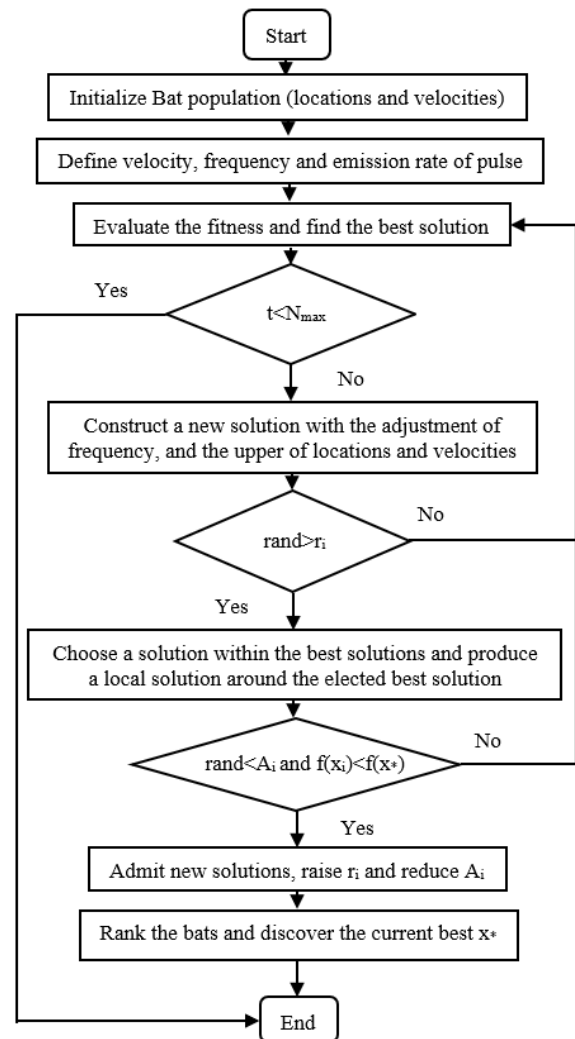 Start
Initialize Bat population (locations and velocities)
Define velocity, frequency and emission rate of pulse
Evaluate the fitness and find the best solution
Yes
t<Nmax
No
Construct a new solution with the adjustment of
frequency, and the upper of locations and velocities
No
rand>ri
Yes
Choose a solution within the best solutions and produce
a local solution around the elected best solution
No
rand<Ai and f(xi)<f(x*)
Yes
Admit new solutions, raise ri and reduce Ai
Rank the bats and discover the current best x*
End